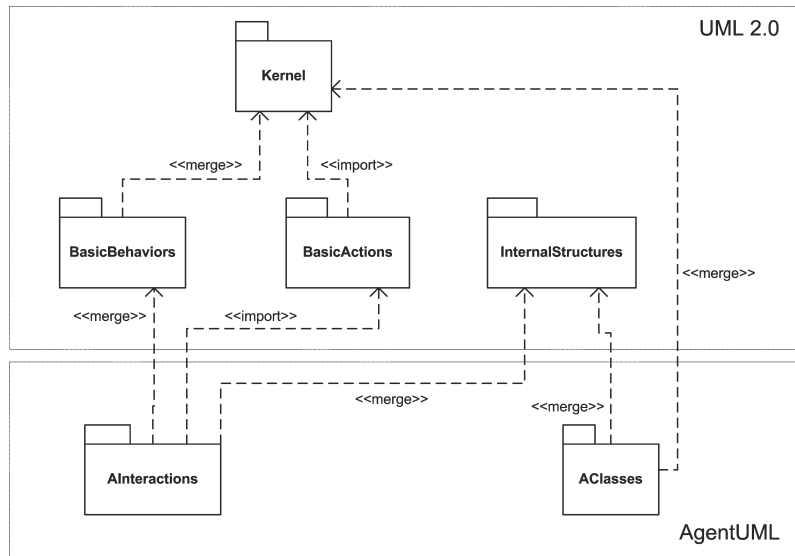 UML 2.0
Kernel
<<merge>>
<<import>>
BasicBehaviors
BasicActions
InternalStructures
<<merge>>
<<merge>>
<<import>>
<<merge>>
<<merge>>
AInteractions
AClasses
AgentUML